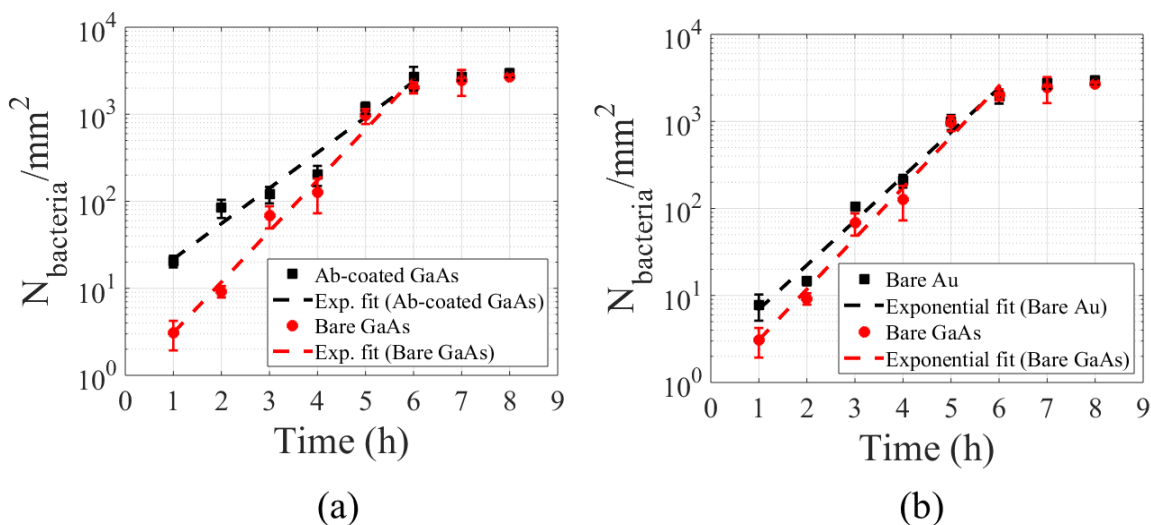 10^4
10^3
10^2
10^1
10^0
N_bacteria/mm^2
Ab-coated GaAs
Exp. fit (Ab-coated GaAs)
Bare GaAs
Exp. fit (Bare GaAs)
0 1 2 3 4 5 6 7 8 9
Time (h)
(a)
10^4
10^3
10^2
10^1
10^0
N_bacteria/mm^2
Bare Au
Exponential fit (Bare Au)
Bare GaAs
Exponential fit (Bare GaAs)
0 1 2 3 4 5 6 7 8 9
Time (h)
(b)